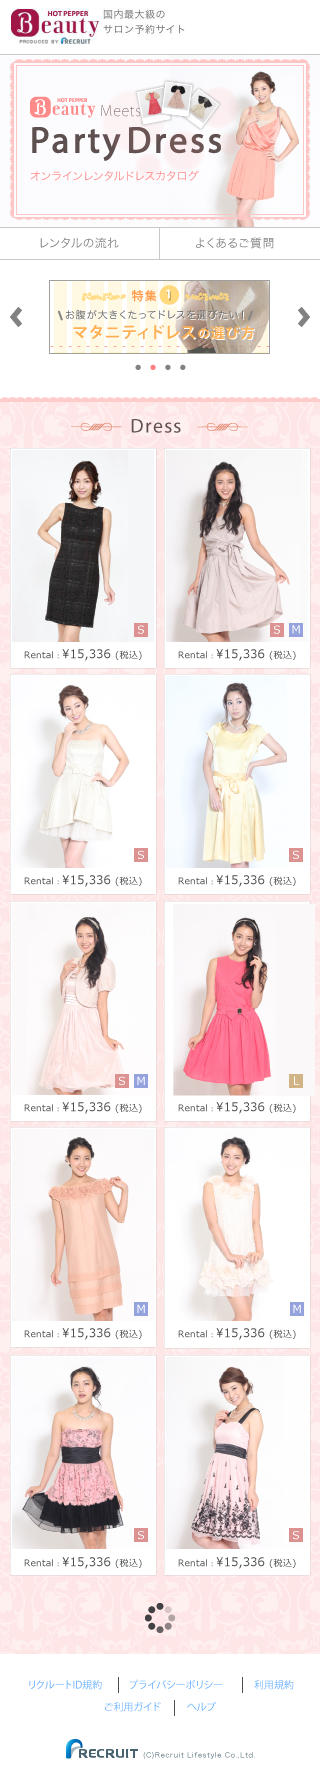 HOT PEPPER
Beauty
PRODUCED BY RECRUIT
国内最大級の
サロン予約サイト
HOT PEPPER
Beauty Meets
Party Dress
オンラインレンタルドレスカタログ
レンタルの流れ
よくあるご質問
特集 1
\お腹が大きくたってドレスを選びたい!/
マタニティドレスの選び方
Dress
S
S M
Rental : ¥15,336 (税込)
Rental : ¥15,336 (税込)
S
S
Rental : ¥15,336 (税込)
Rental : ¥15,336 (税込)
S M
L
Rental : ¥15,336 (税込)
Rental : ¥15,336 (税込)
M
M
Rental : ¥15,336 (税込)
Rental : ¥15,336 (税込)
S
S
Rental : ¥15,336 (税込)
Rental : ¥15,336 (税込)
リクルートID規約 | プライバシーポリシー | 利用規約
ご利用ガイド | ヘルプ
RECRUIT (C)Recruit Lifestyle Co.,Ltd.